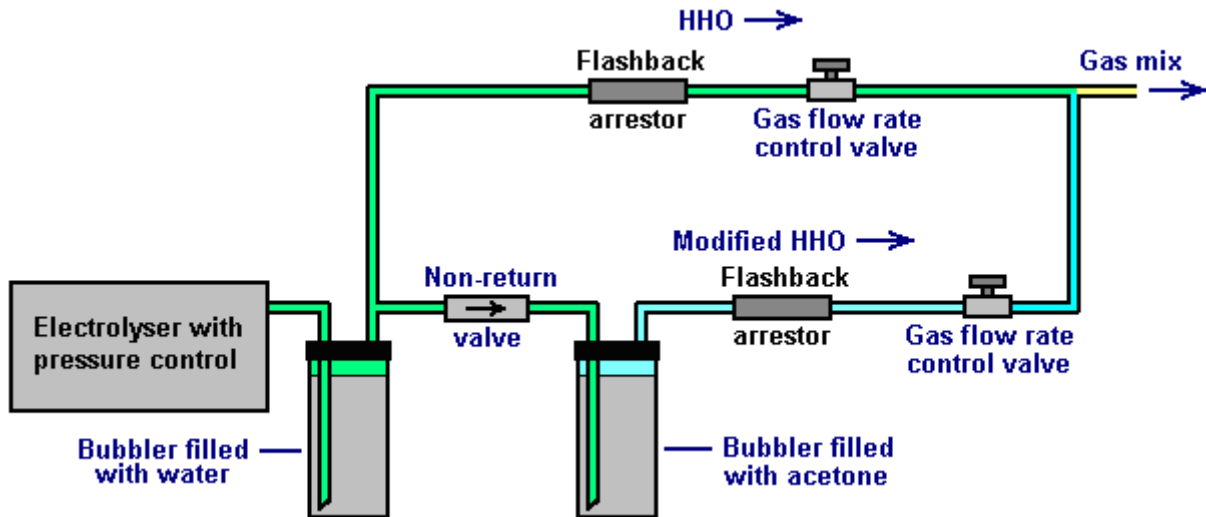 HHO
Flashback
arrestor
Gas flow rate
control valve
Gas mix
Modified HHO
Flashback
arrestor
Gas flow rate
control valve
Non-return
valve
Electrolyser with
pressure control
Bubbler filled
with water
Bubbler filled
with acetone